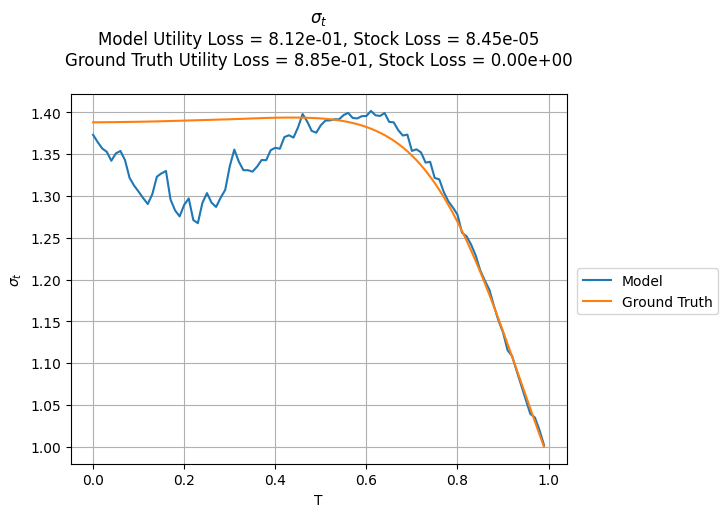 σt
Model Utility Loss = 8.12e-01, Stock Loss = 8.45e-05
Ground Truth Utility Loss = 8.85e-01, Stock Loss = 0.00e+00
1.40
1.35
1.30
1.25
1.20
1.15
1.10
1.05
1.00
σt
0.0 0.2 0.4 0.6 0.8 1.0
T
Model
Ground Truth